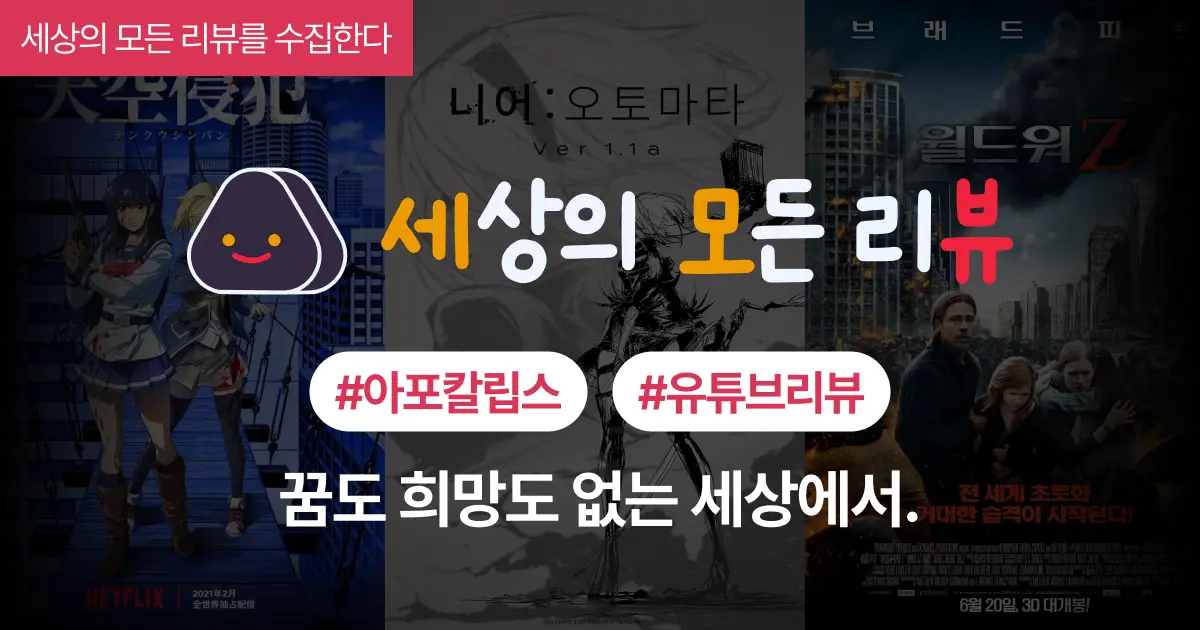 세상의 모든 리뷰를 수집한다
天空侵犯
テンクウシンパン
니어:오토마타
Ver 1.1a
브래드 피트
월드워 Z
세상의 모든 리뷰
#아포칼립스 #유튜브리뷰
꿈도 희망도 없는 세상에서.
전 세계 초토화
거대한 습격이 시작된다!
NETFLIX
2021年2月
全世界独占配信
6월 20일, 3D 대개봉!